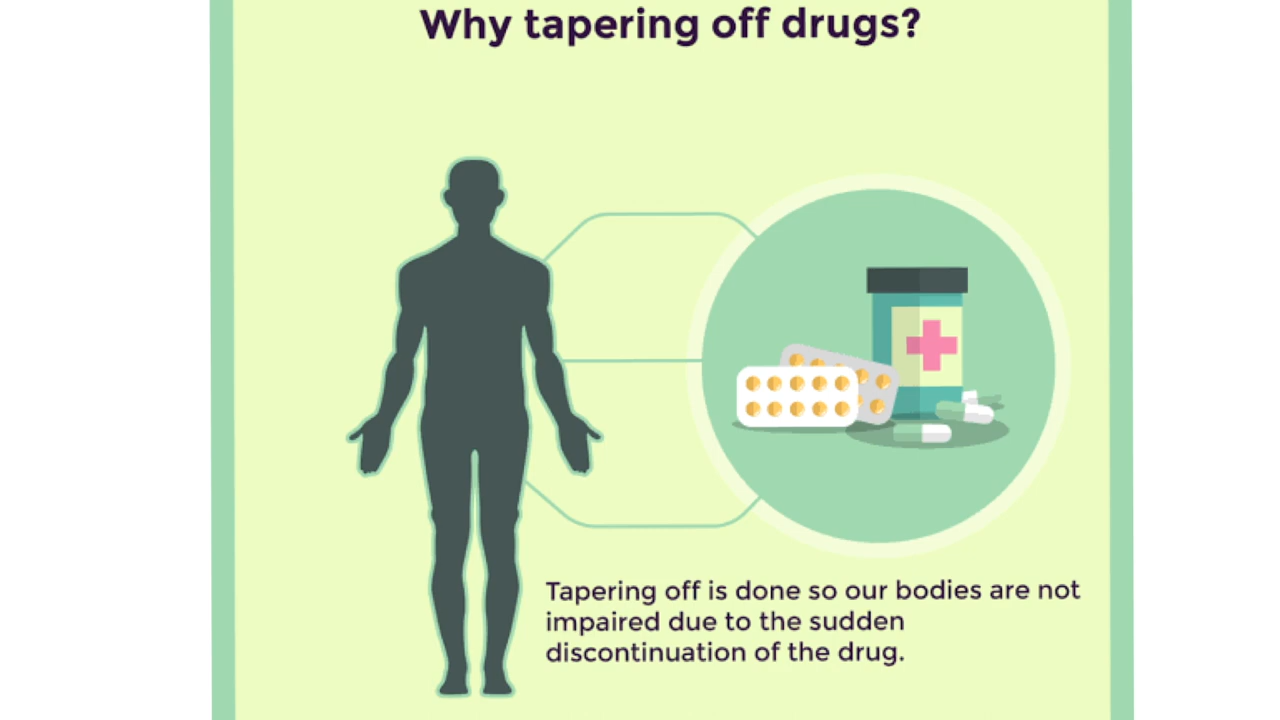 Why tapering off drugs?
Tapering off is done so our bodies are not
impaired due to the sudden
discontinuation of the drug.